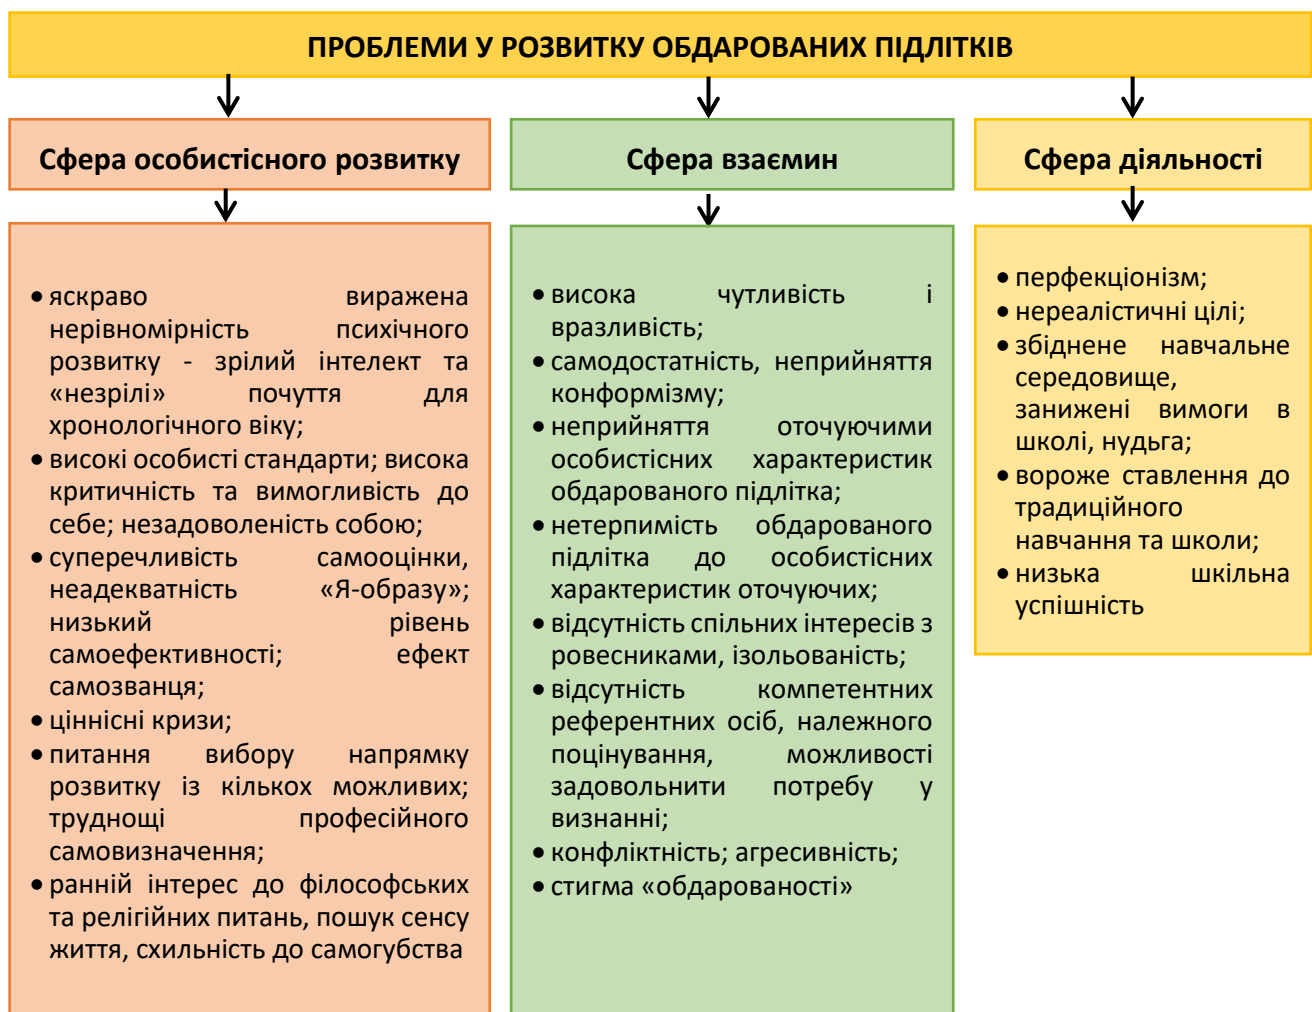 ПРОБЛЕМИ У РОЗВИТКУ ОБДАРОВАНИХ ПІДЛІТКІВ
Сфера особистісного розвитку
• яскраво виражена
нерівномірність психічного
розвитку - зрілий інтелект та
«незрілі» почуття для
хронологічного віку;
• високі особисті стандарти; висока
критичність та вимогливість до
себе; незадоволеність собою;
• суперечливість самооцінки,
неадекватність «Я-образу»;
низький рівень
самоефективності; ефект
самозванця;
• ціннісні кризи;
• питання вибору напрямку
розвитку із кількох можливих;
труднощі професійного
самовизначення;
• ранній інтерес до філософських
та релігійних питань, пошук сенсу
життя, схильність до самогубства
Сфера взаємин
• висока чутливість і
вразливість;
• самодостатність, неприйняття
конформізму;
• неприйняття оточуючими
особистісних характеристик
обдарованого підлітка;
• нетерпимість обдарованого
підлітка до особистісних
характеристик оточуючих;
• відсутність спільних інтересів з
ровесниками, ізольованість;
• відсутність компетентних
референтних осіб, належного
поцінування, можливості
задовольнити потребу у
визнанні;
• конфліктність; агресивність;
• стигма «обдарованості»
Сфера діяльності
• перфекціонізм;
• нереалістичні цілі;
• збіднене навчальне
середовище,
занижені вимоги в
школі, нудьга;
• вороже ставлення до
традиційного
навчання та школи;
• низька шкільна
успішність